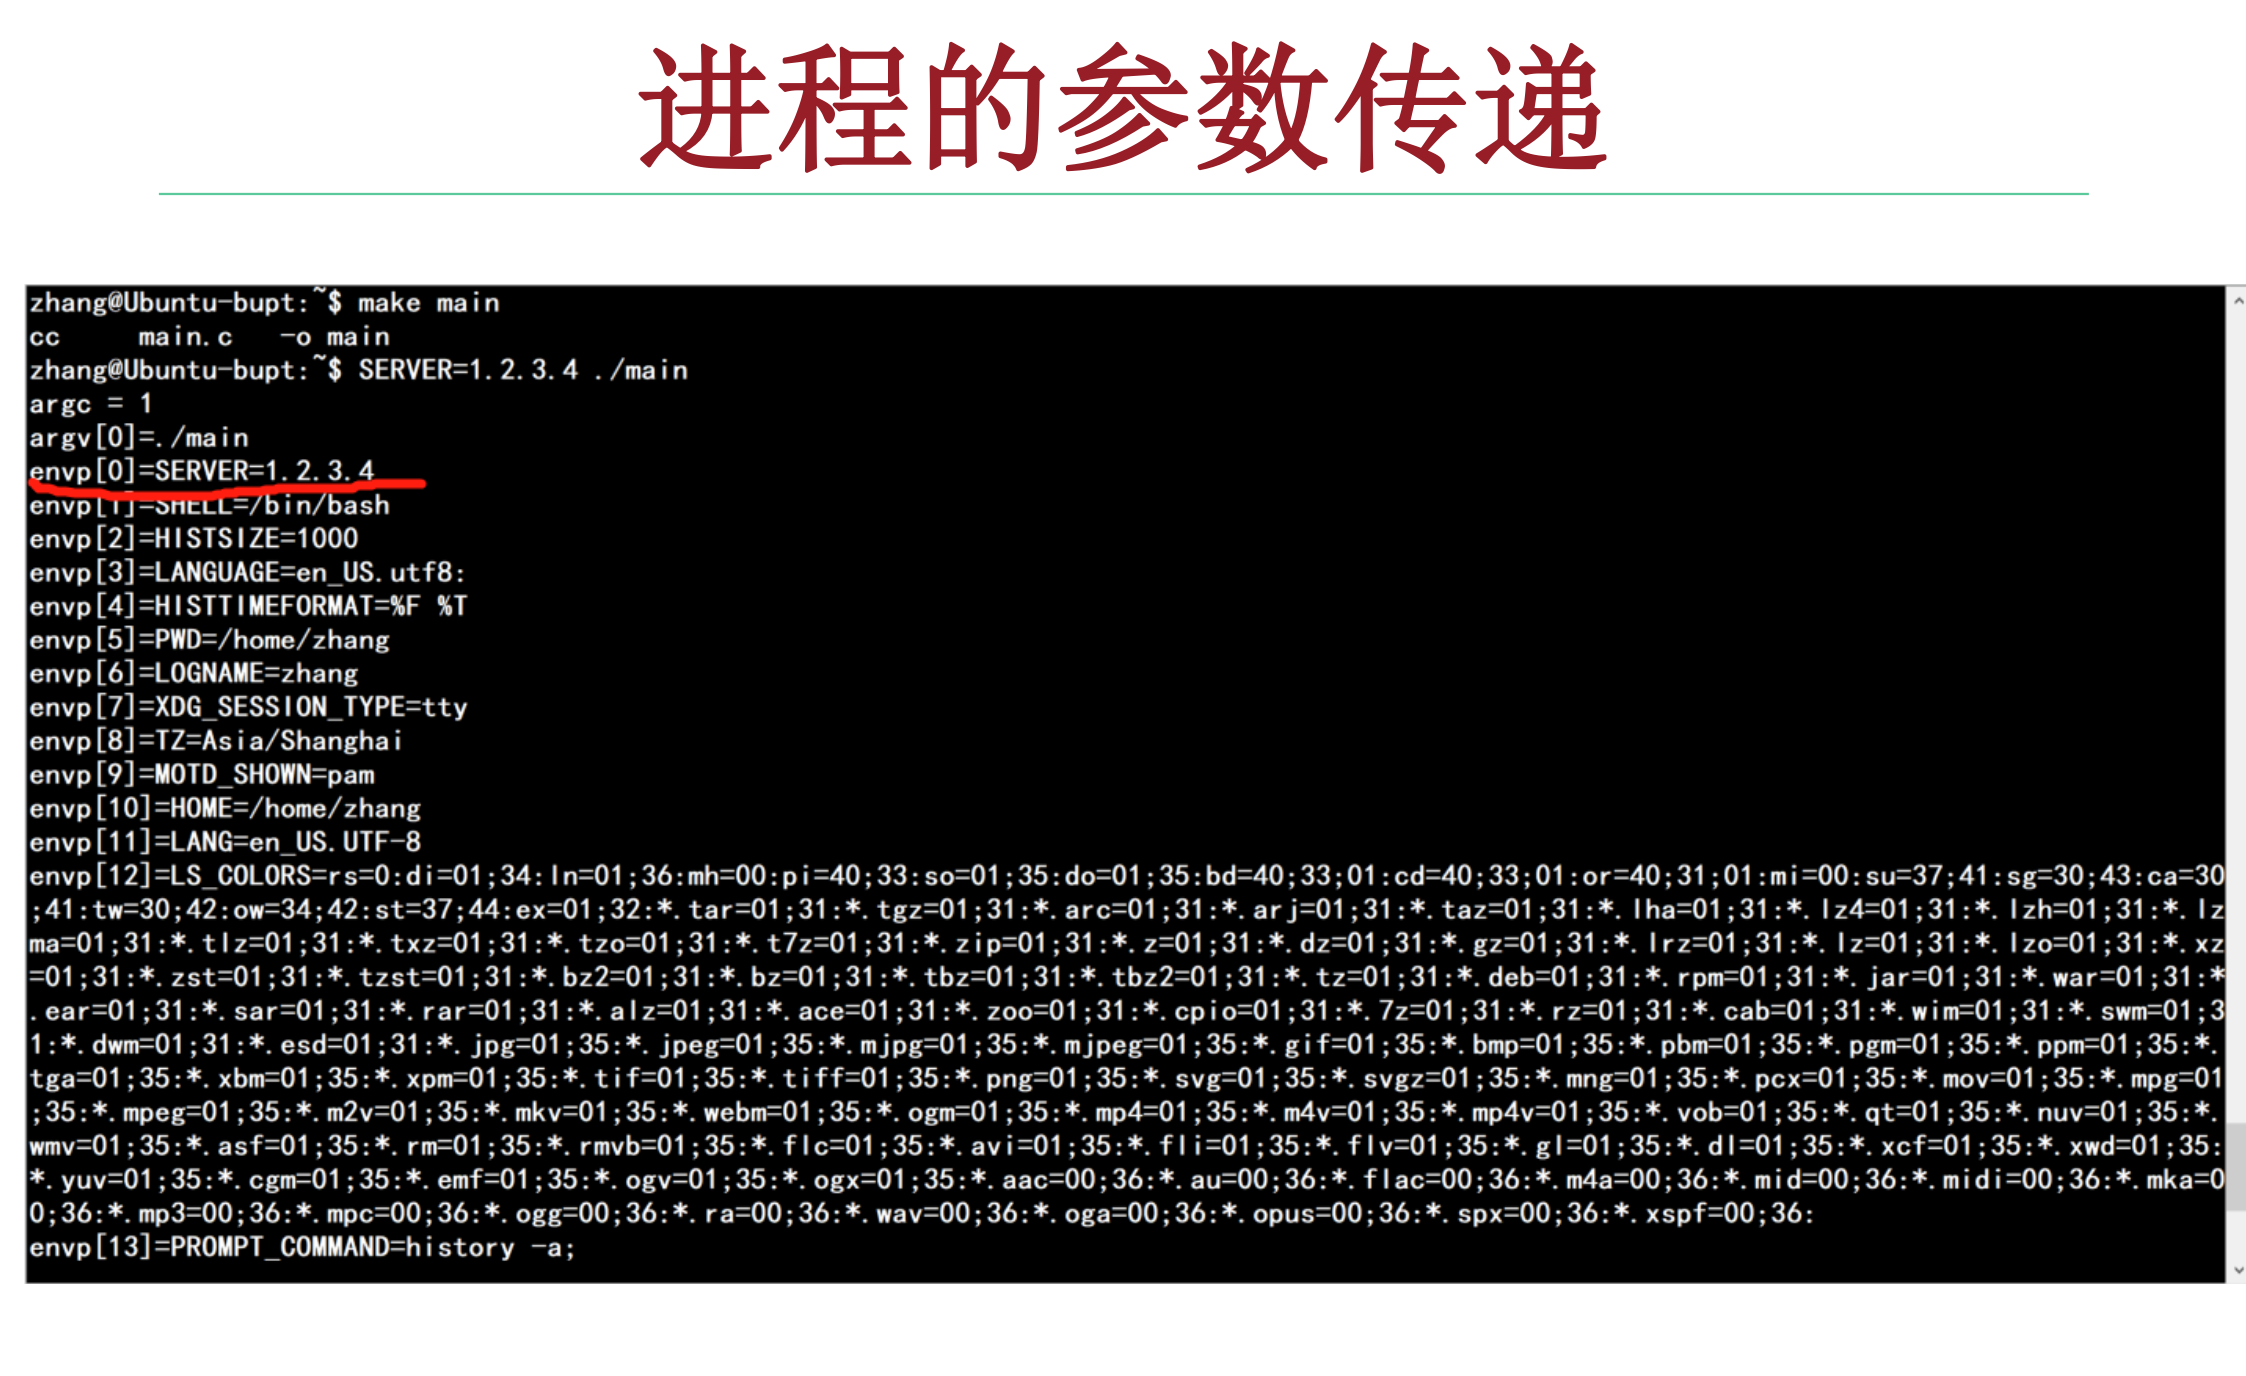 进程的参数传递
zhang@Ubuntu-bupt:~$ make main
cc     main.c   -o main
zhang@Ubuntu-bupt:~$ SERVER=1.2.3.4 ./main
argc = 1
argv[0]=./main
envp[0]=SERVER=1.2.3.4
envp[1]=SHELL=/bin/bash
envp[2]=HISTSIZE=1000
envp[3]=LANGUAGE=en_US.utf8:
envp[4]=HISTTIMEFORMAT=%F %T
envp[5]=PWD=/home/zhang
envp[6]=LOGNAME=zhang
envp[7]=XDG_SESSION_TYPE=tty
envp[8]=TZ=Asia/Shanghai
envp[9]=MOTD_SHOWN=pam
envp[10]=HOME=/home/zhang
envp[11]=LANG=en_US.UTF-8
envp[12]=LS_COLORS=rs=0:di=01;34:ln=01;36:mh=00:pi=40;33:so=01;35:do=01;35:bd=40;33;01:cd=40;33;01:or=40;31;01:mi=00:su=37;41:sg=30;43:ca=30
;41:tw=30;42:ow=34;42:st=37;44:ex=01;32:*.tar=01;31:*.tgz=01;31:*.arc=01;31:*.arj=01;31:*.taz=01;31:*.lha=01;31:*.lz4=01;31:*.lzh=01;31:*.lz
ma=01;31:*.tlz=01;31:*.txz=01;31:*.tzo=01;31:*.t7z=01;31:*.zip=01;31:*.z=01;31:*.dz=01;31:*.gz=01;31:*.lrz=01;31:*.lz=01;31:*.lzo=01;31:*.xz
=01;31:*.zst=01;31:*.tzst=01;31:*.bz2=01;31:*.bz=01;31:*.tbz=01;31:*.tbz2=01;31:*.tz=01;31:*.deb=01;31:*.rpm=01;31:*.jar=01;31:*.war=01;31:*
.ear=01;31:*.sar=01;31:*.rar=01;31:*.alz=01;31:*.ace=01;31:*.zoo=01;31:*.cpio=01;31:*.7z=01;31:*.rz=01;31:*.cab=01;31:*.wim=01;31:*.swm=01;3
1:*.dwm=01;31:*.esd=01;31:*.jpg=01;35:*.jpeg=01;35:*.mjpg=01;35:*.mjpeg=01;35:*.gif=01;35:*.bmp=01;35:*.pbm=01;35:*.pgm=01;35:*.ppm=01;35:*.
tga=01;35:*.xbm=01;35:*.xpm=01;35:*.tif=01;35:*.tiff=01;35:*.png=01;35:*.svg=01;35:*.svgz=01;35:*.mng=01;35:*.pcx=01;35:*.mov=01;35:*.mpg=01
;35:*.mpeg=01;35:*.m2v=01;35:*.mkv=01;35:*.webm=01;35:*.ogm=01;35:*.mp4=01;35:*.m4v=01;35:*.mp4v=01;35:*.vob=01;35:*.qt=01;35:*.nuv=01;35:*.
wmv=01;35:*.asf=01;35:*.rm=01;35:*.rmvb=01;35:*.flc=01;35:*.avi=01;35:*.fli=01;35:*.flv=01;35:*.gl=01;35:*.dl=01;35:*.xcf=01;35:*.xwd=01;35:
*.yuv=01;35:*.cgm=01;35:*.emf=01;35:*.ogv=01;35:*.ogx=01;35:*.aac=00;36:*.au=00;36:*.flac=00;36:*.m4a=00;36:*.mid=00;36:*.midi=00;36:*.mka=0
0;36:*.mp3=00;36:*.mpc=00;36:*.ogg=00;36:*.ra=00;36:*.wav=00;36:*.oga=00;36:*.opus=00;36:*.spx=00;36:*.xspf=00;36:
envp[13]=PROMPT_COMMAND=history -a;